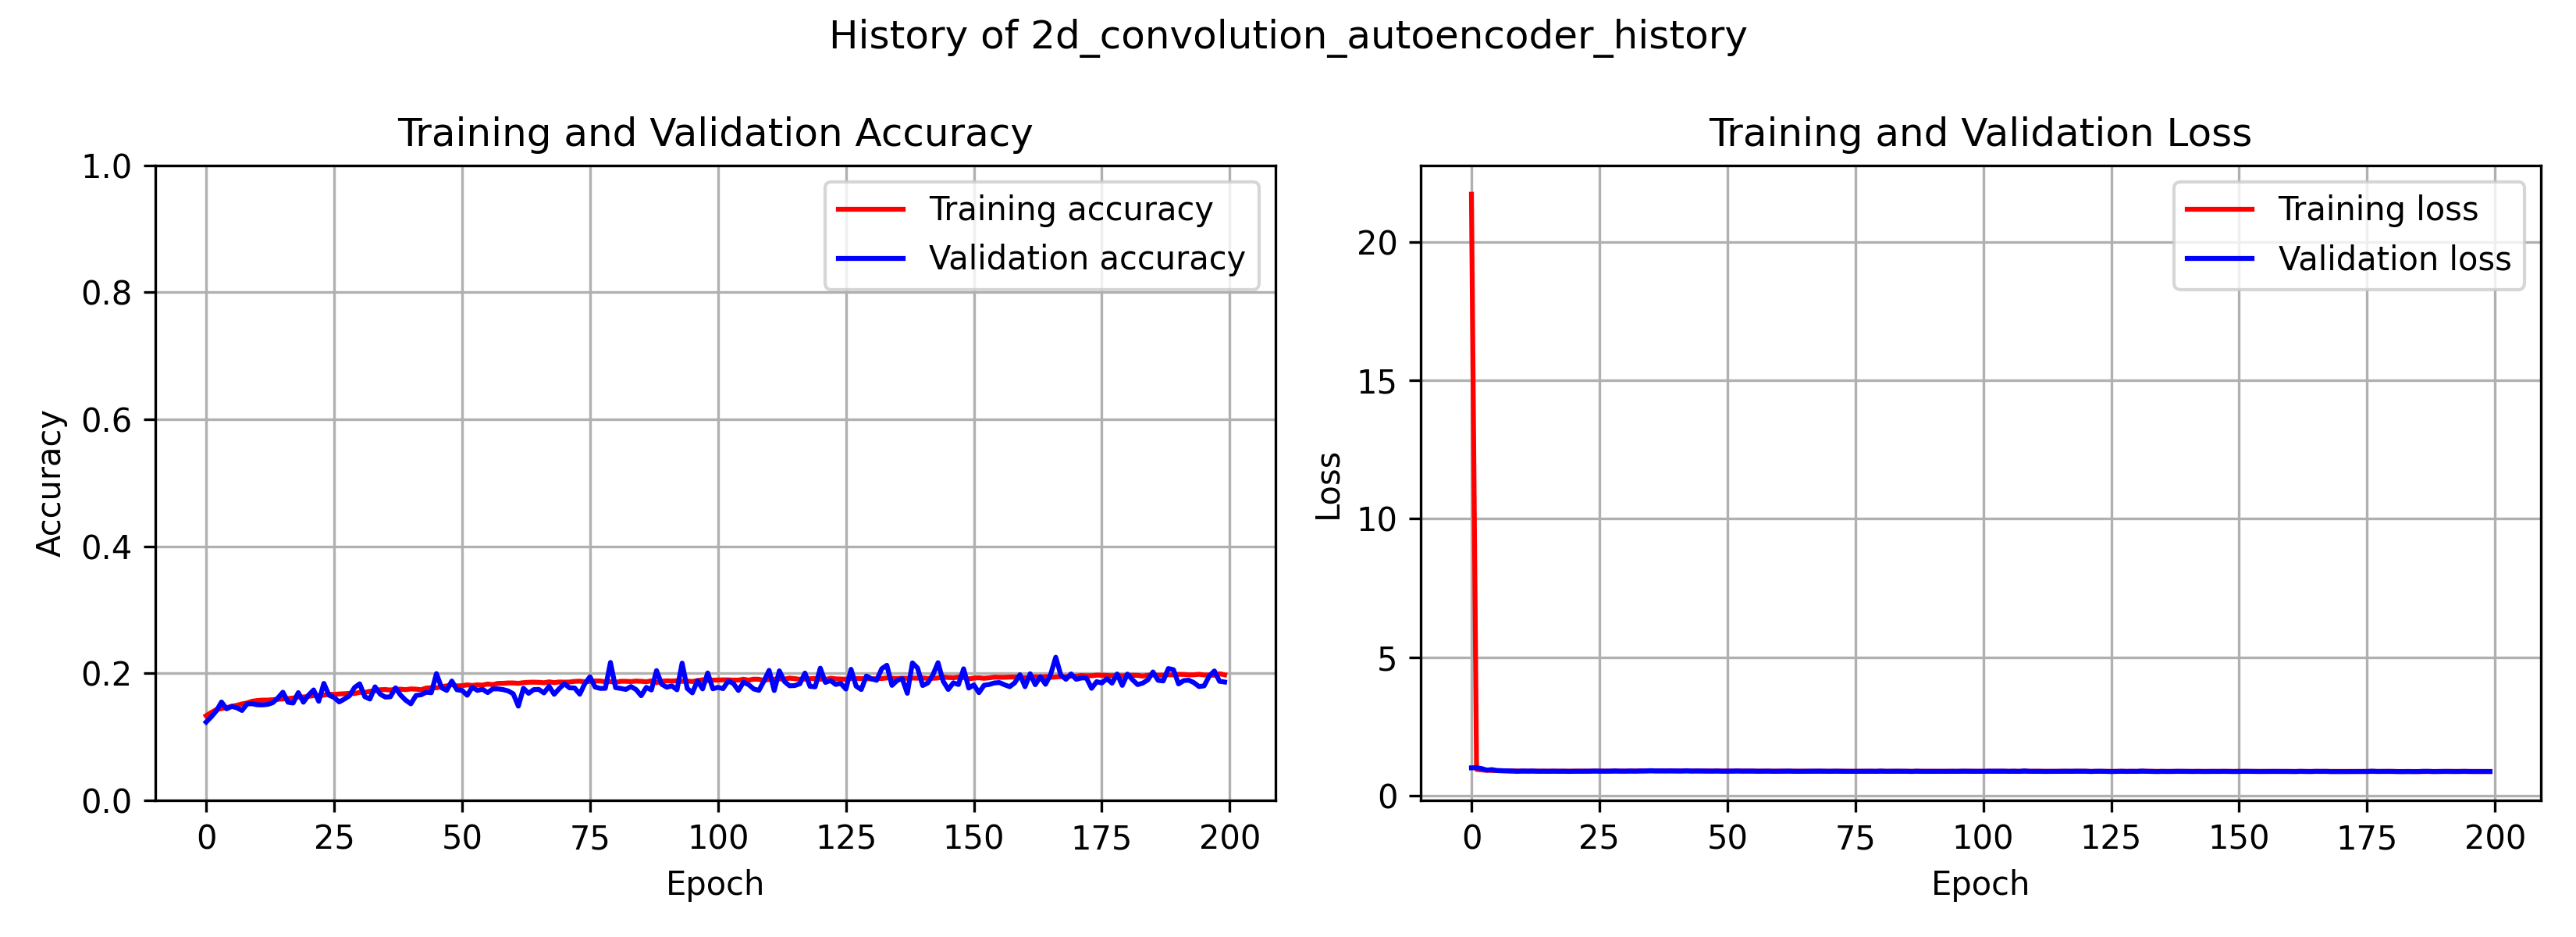 History of 2d_convolution_autoencoder_history
Training and Validation Accuracy
1.0
0.8
0.6
0.4
0.2
0.0
Accuracy
Training accuracy
Validation accuracy
0 25 50 75 100 125 150 175 200
Epoch
Training and Validation Loss
20
15
10
5
0
Loss
Training loss
Validation loss
0 25 50 75 100 125 150 175 200
Epoch